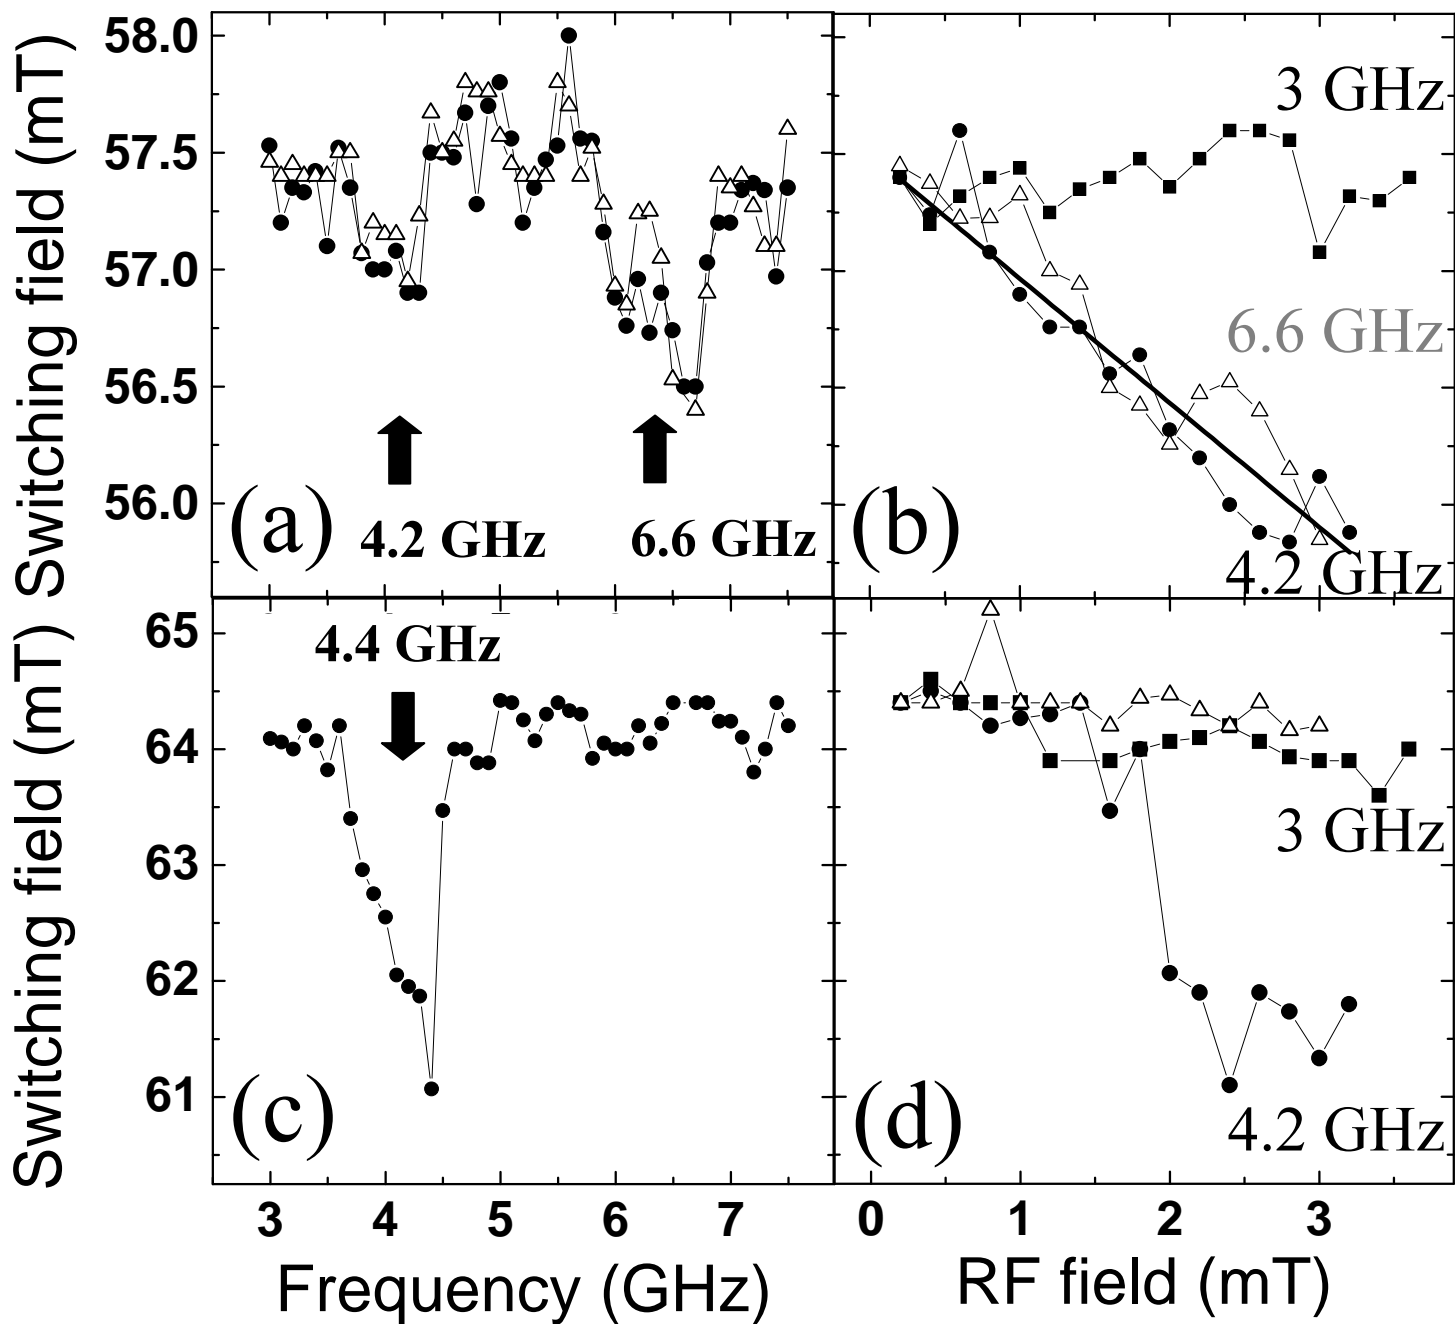 Switching field (mT)
58.0
57.5
57.0
56.5
56.0
(a)
4.2 GHz
6.6 GHz
3 GHz
6.6 GHz
(b)
4.2 GHz
Switching field (mT)
65
64
63
62
61
4.4 GHz
(c)
3 GHz
(d)
4.2 GHz
3 4 5 6 7
Frequency (GHz)
0 1 2 3
RF field (mT)